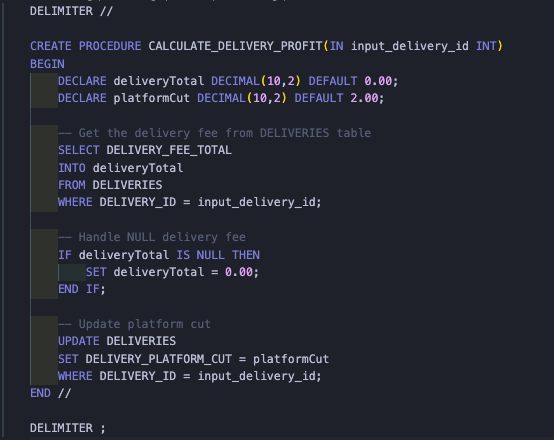 DELIMITER //
CREATE PROCEDURE CALCULATE_DELIVERY_PROFIT(IN input_delivery_id INT)
BEGIN
DECLARE deliveryTotal DECIMAL(10,2) DEFAULT 0.00;
DECLARE platformCut DECIMAL(10,2) DEFAULT 2.00;
-- Get the delivery fee from DELIVERIES table
SELECT DELIVERY_FEE_TOTAL
INTO deliveryTotal
FROM DELIVERIES
WHERE DELIVERY_ID = input_delivery_id;
-- Handle NULL delivery fee
IF deliveryTotal IS NULL THEN
SET deliveryTotal = 0.00;
END IF;
-- Update platform cut
UPDATE DELIVERIES
SET DELIVERY_PLATFORM_CUT = platformCut
WHERE DELIVERY_ID = input_delivery_id;
END //
DELIMITER ;